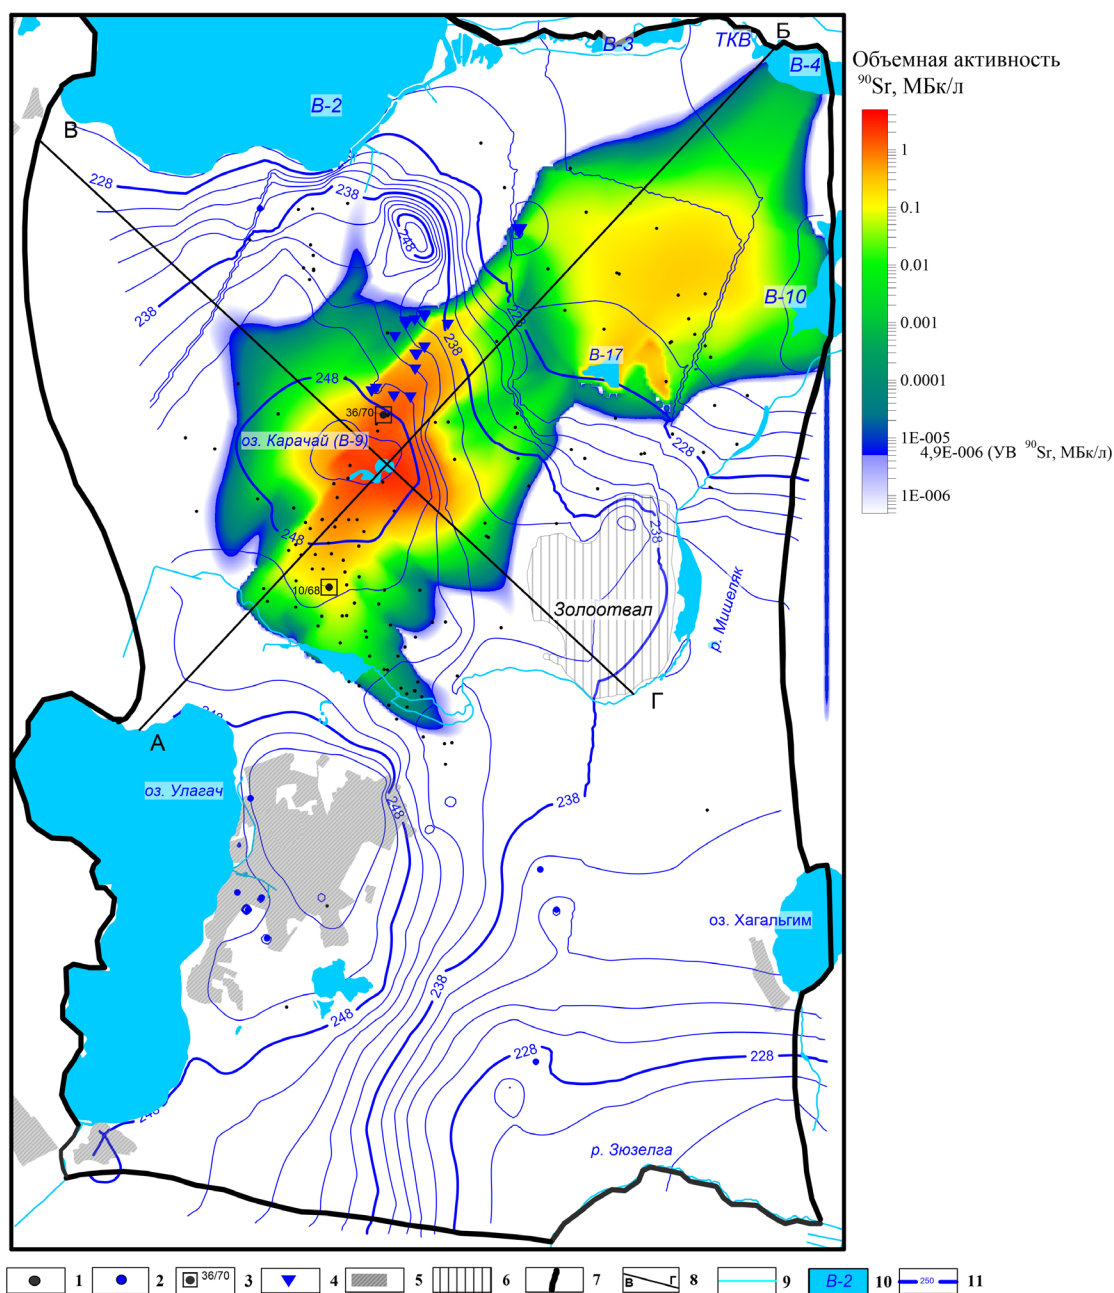 Б
ТКВ
В-3
В-4
Объемная активность
⁹⁰Sr, МБк/л
В-2
В
1
228
238
0.1
248
0.01
В-10
238
0.001
228
238
В-17
248
0.0001
36/70
оз. Карачай (В-9)
228
1E-05
4,9E-006 (УВ ⁹⁰Sr, МБк/л)
1E-06
248
238
10/68
Золоотвал
р. Мишеляк
Г
248
А
оз. Улагач
238
248
оз. Хагальгим
238
248
228
228
248
р. Зюзелга
1
2
36/70
3
4
5
6
7
В
Г
8
9
В-2
10
250
11